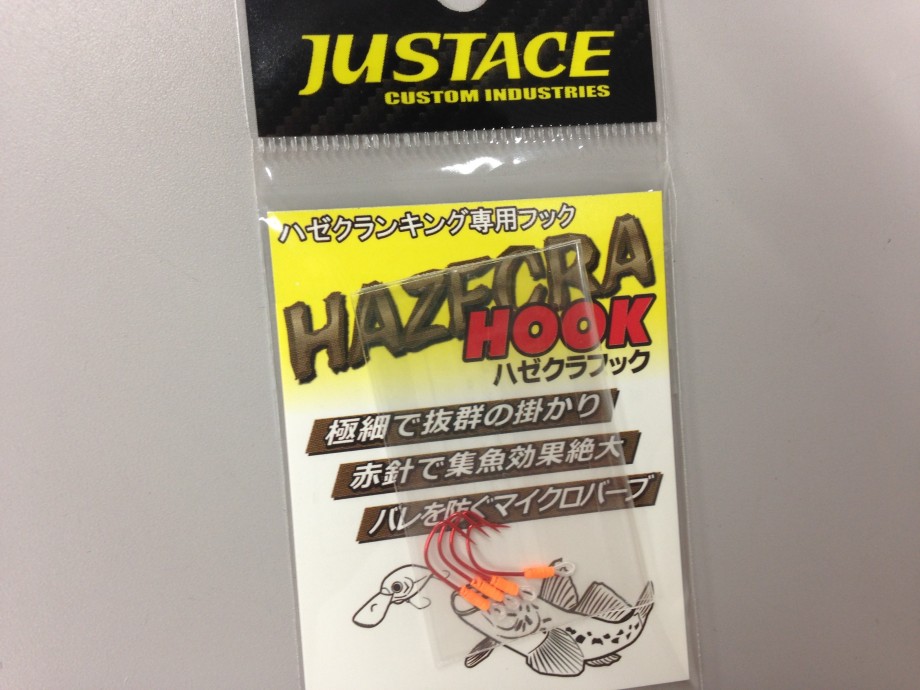 JUSTACE
CUSTOM INDUSTRIES
ハゼクランキング専用フック
HAZECRA
HOOK
ハゼクラフック
極細で抜群の掛かり
赤針で集魚効果絶大
バレを防ぐマイクロバーブ